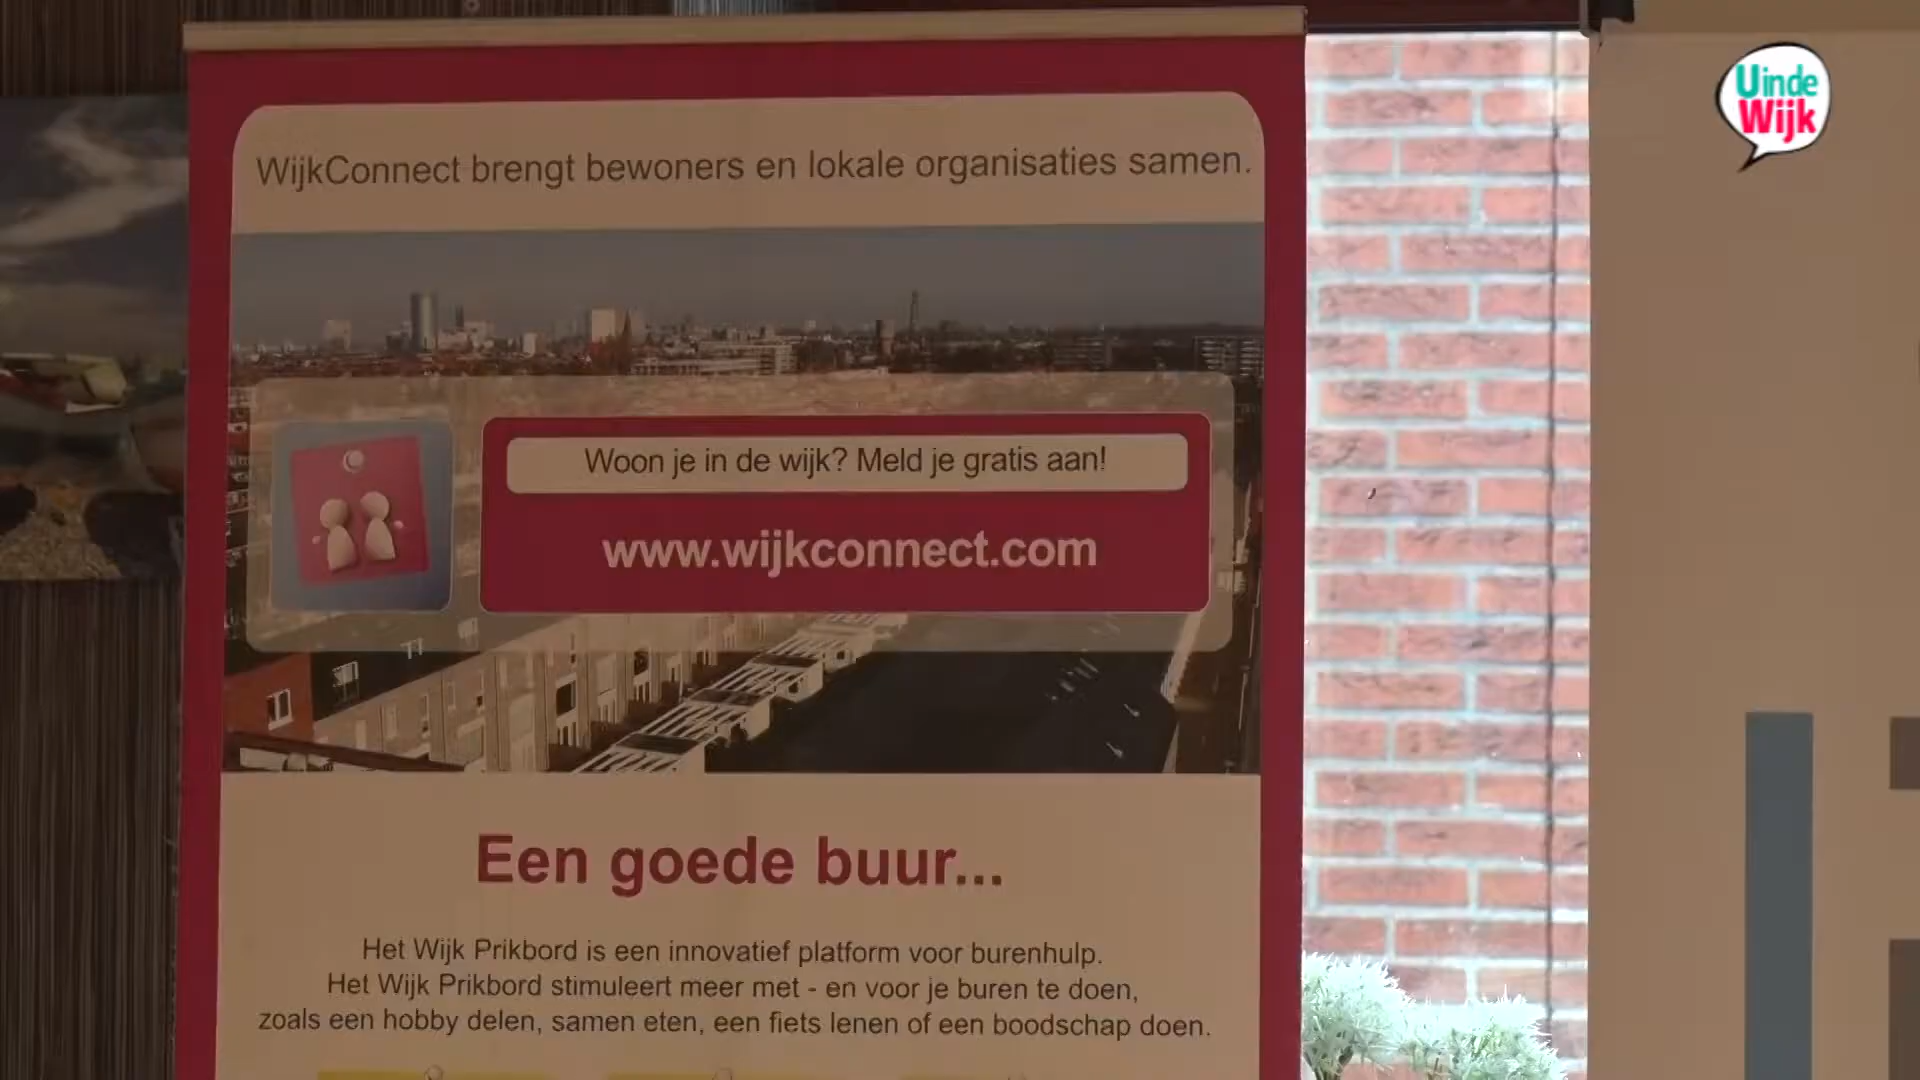 WijkConnect brengt bewoners en lokale organisaties samen.
Uinde
Wijk
Woon je in de wijk? Meld je gratis aan!
www.wijkconnect.com
Een goede buur...
Het Wijk Prikbord is een innovatief platform voor burenhulp.
Het Wijk Prikbord stimuleert meer met - en voor je buren te doen,
zoals een hobby delen, samen eten, een fiets lenen of een boodschap doen.